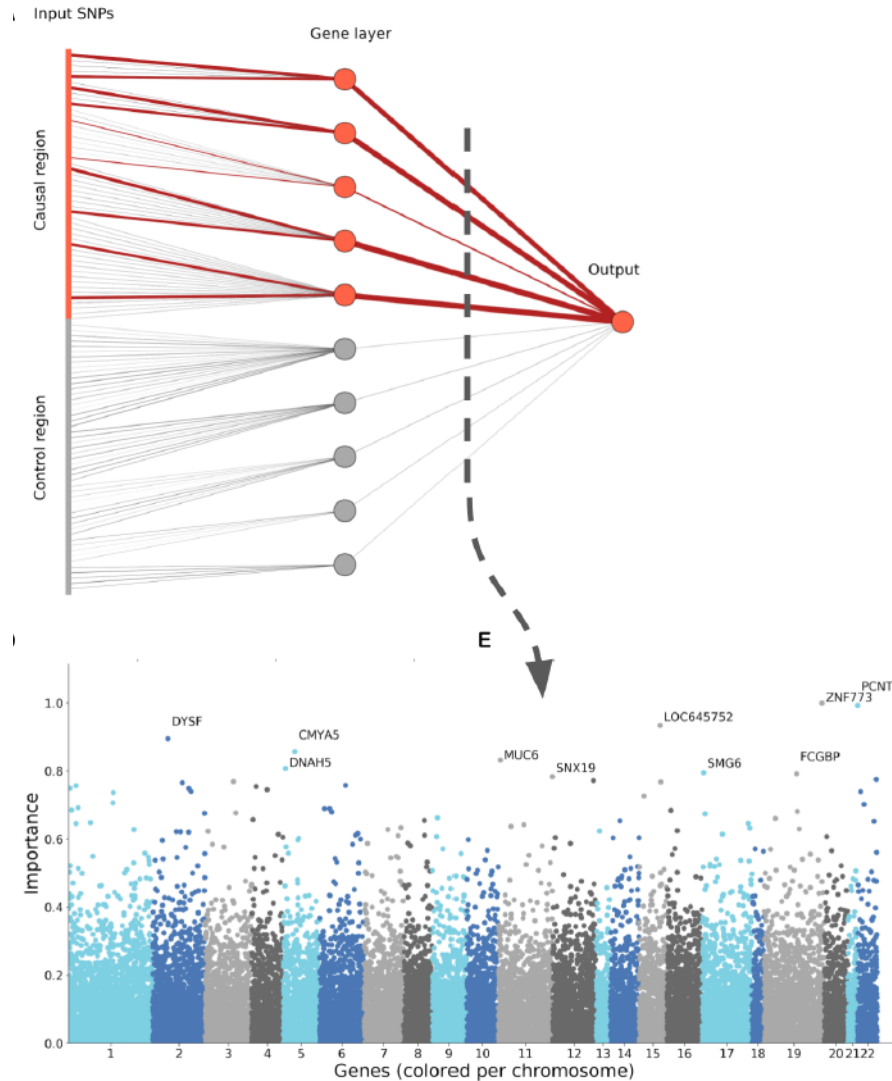 Input SNPs
Gene layer
Causal region
Control region
Output
E
Importance
1.0
0.8
0.6
0.4
0.2
0.0
DYSF
CMYA5
DNAH5
MUC6
SNX19
LOC645752
SMG6
FCGBP
ZNF773
PCNT
1 2 3 4 5 6 7 8 9 10 11 12 13 14 15 16 17 18 19 20 21 22
Genes (colored per chromosome)